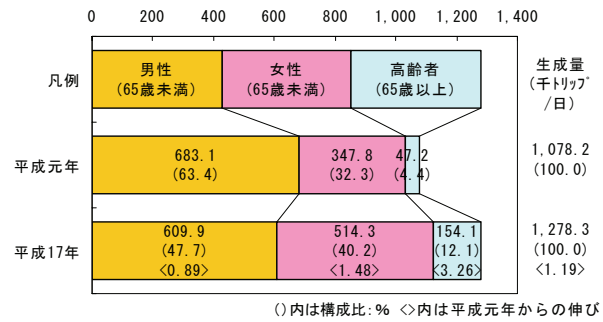 0 200 400 600 800 1,000 1,200 1,400
凡例
男性
(65歳未満)
女性
(65歳未満)
高齢者
(65歳以上)
生成量
(千トリップ
/日)
平成元年
683.1
(63.4)
347.8
(32.3)
47.2
(4.4)
1,078.2
(100.0)
平成17年
609.9
(47.7)
<0.89>
514.3
(40.2)
<1.48>
154.1
(12.1)
<3.26>
1,278.3
(100.0)
<1.19>
()内は構成比:% <>内は平成元年からの伸び